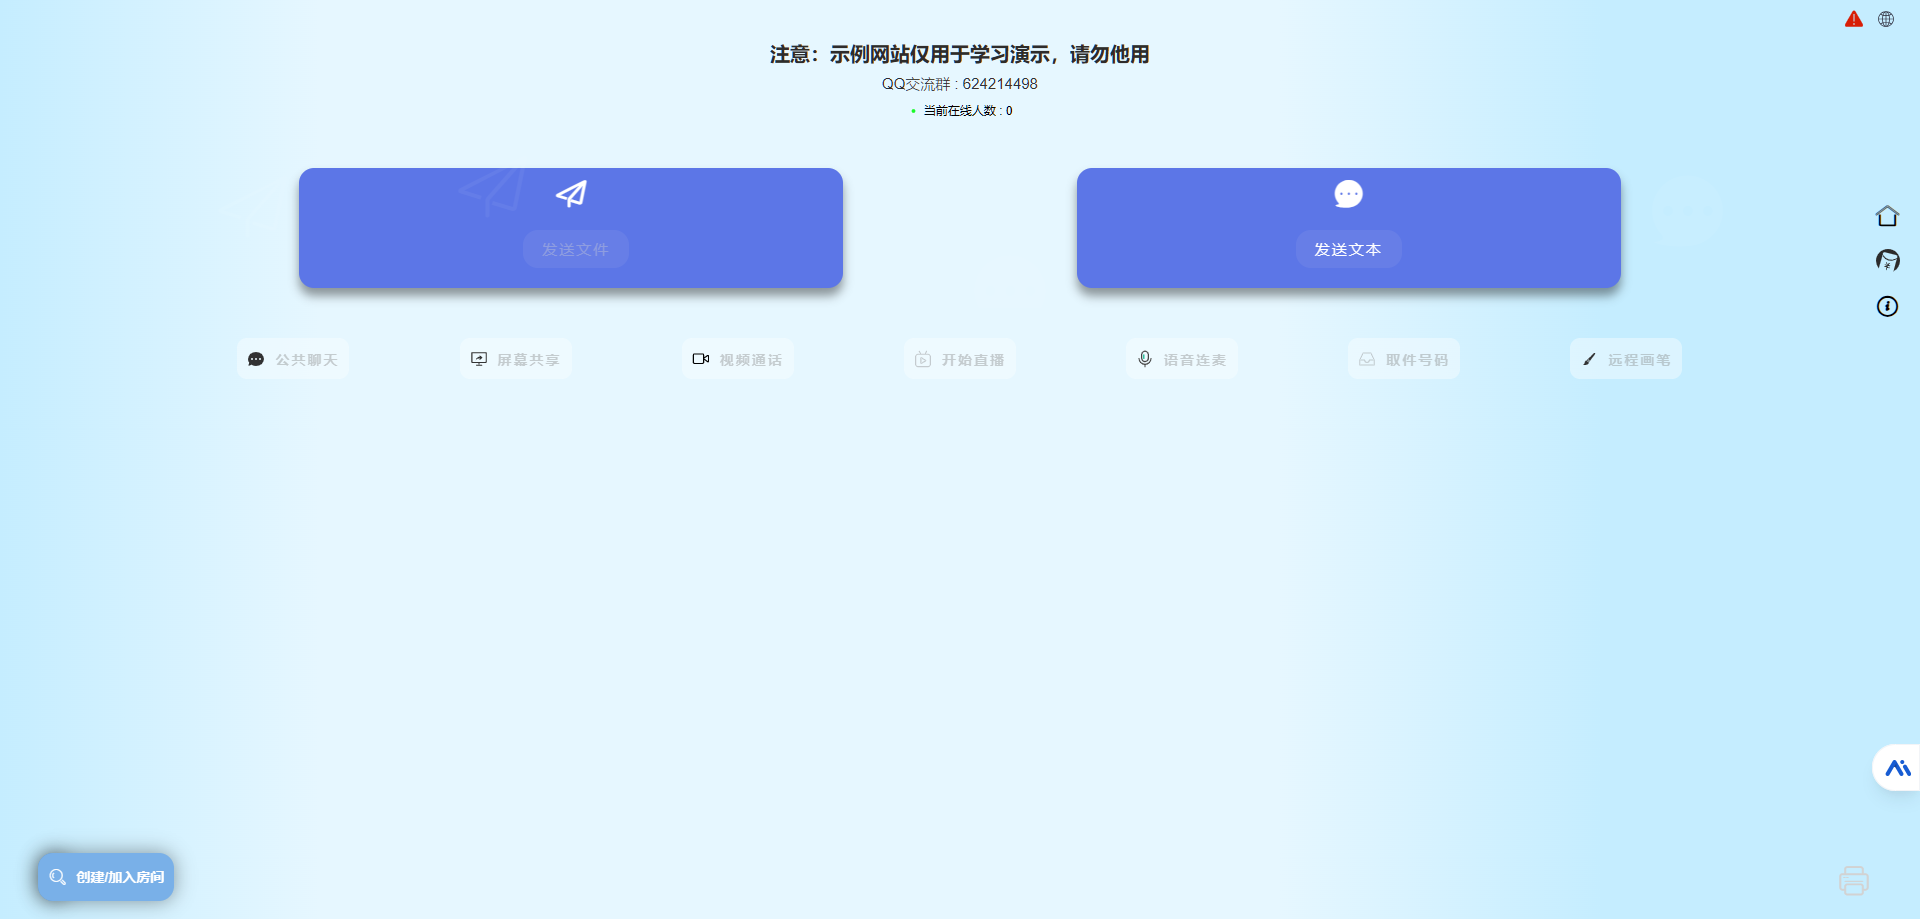 注意：示例网站仅用于学习演示，请勿他用
QQ交流群 : 624214498
当前在线人数 : 0
发送文件
发送文本
公共聊天
屏幕共享
视频通话
开始直播
语音连麦
取件号码
远程画笔
创建/加入房间